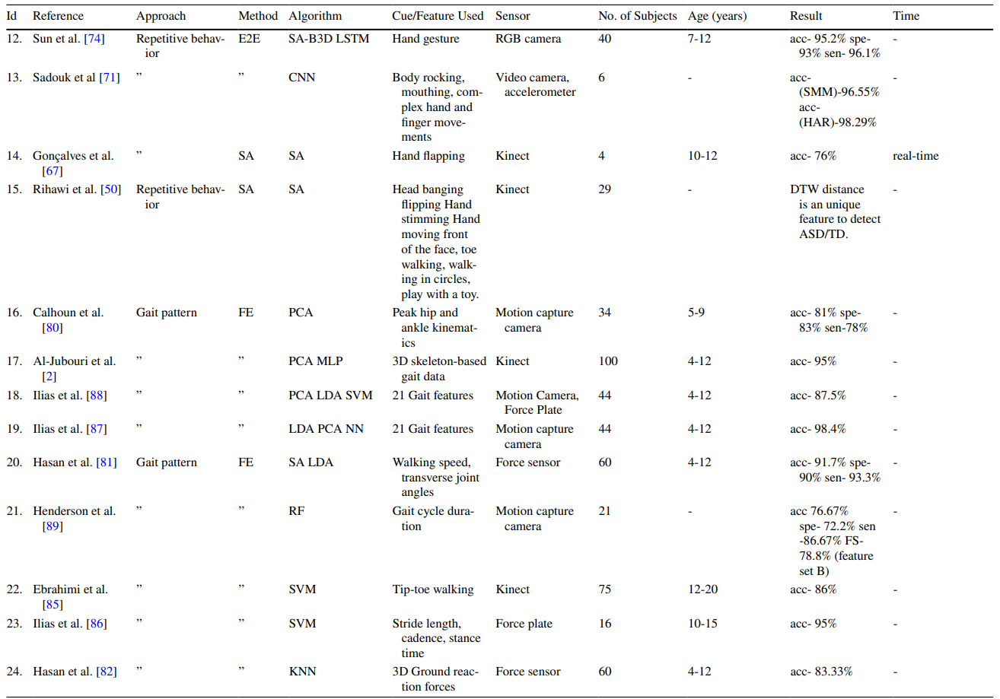 Id Reference Approach Method Algorithm Cue/Feature Used Sensor No. of Subjects Age (years) Result Time
12. Sun et al. [74] Repetitive behav- E2E SA-B3D LSTM Hand gesture RGB camera 40 7-12 acc- 95.2% spe- -
ior 93% sen- 96.1%
13. Sadouk et al [71] ” ” CNN Body rocking, Video camera, 6 - acc- -
mouthing, com- accelerometer (SMM)-96.55%
plex hand and acc-
finger move- (HAR)-98.29%
ments
14. Gonçalves et al. ” SA SA Hand flapping Kinect 4 10-12 acc- 76% real-time
[67]
15. Rihawi et al. [50] Repetitive behav- SA SA Head banging Kinect 29 - DTW distance -
ior flipping Hand is an unique
stimming Hand feature to detect
moving front ASD/TD.
of the face, toe
walking, walk-
ing in circles,
play with a toy.
16. Calhoun et al. Gait pattern FE PCA Peak hip and Motion capture 34 5-9 acc- 81% spe- -
[80] ankle kinemat- camera 83% sen-78%
ics
17. Al-Jubouri et al. ” ” PCA MLP 3D skeleton-based Kinect 100 4-12 acc- 95% -
[2] gait data
18. Ilias et al. [88] ” ” PCA LDA SVM 21 Gait features Motion Camera, 44 4-12 acc- 87.5% -
Force Plate
19. Ilias et al. [87] ” ” LDA PCA NN 21 Gait features Motion capture 44 4-12 acc- 98.4% -
camera
20. Hasan et al. [81] Gait pattern FE SA LDA Walking speed, Force sensor 60 4-12 acc- 91.7% spe- -
transverse joint 90% sen- 93.3%
angles
21. Henderson et al. ” ” RF Gait cycle dura- Motion capture 21 - acc 76.67% -
[89] tion camera spe- 72.2% sen
-86.67% FS-
78.8% (feature
set B)
22. Ebrahimi et al. ” ” SVM Tip-toe walking Kinect 75 12-20 acc- 86% -
[85]
23. Ilias et al. [86] ” ” SVM Stride length, Force plate 16 10-15 acc- 95% -
cadence, stance
time
24. Hasan et al. [82] ” ” KNN 3D Ground reac- Force sensor 60 4-12 acc- 83.33% -
tion forces